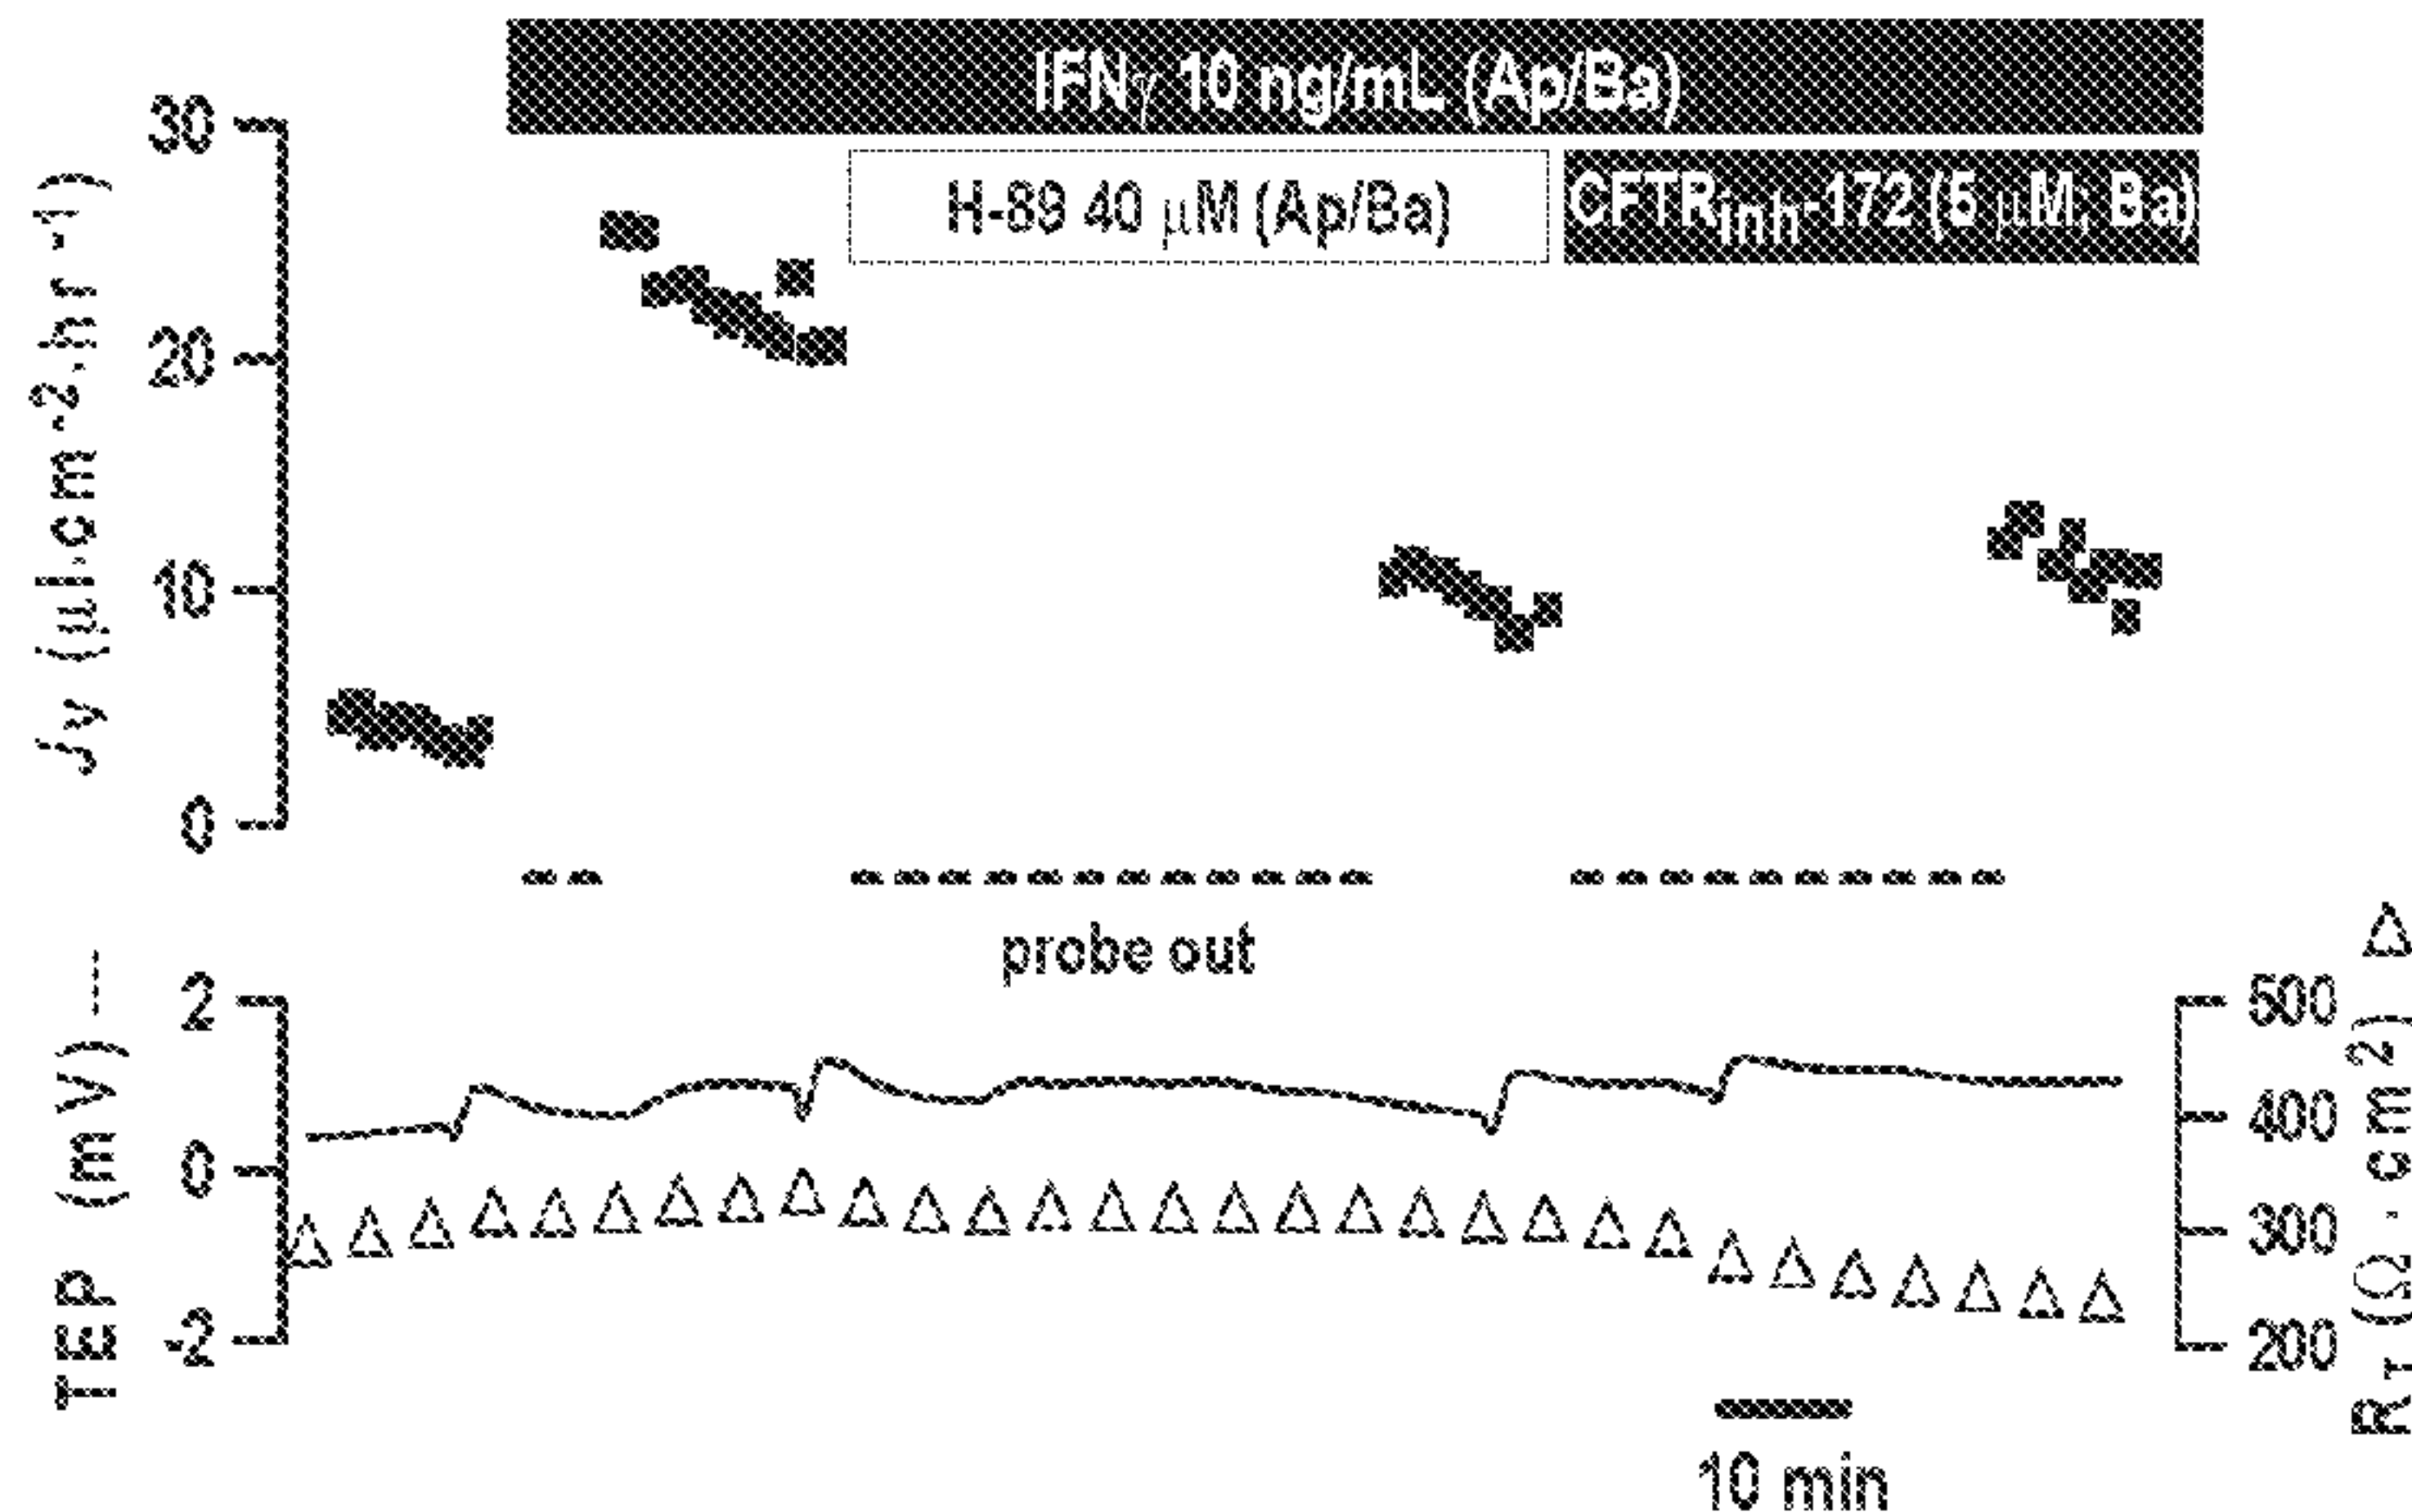 IFNγ 10 ng/mL (Ap/Ba)
H-89 40 μM (Ap/Ba)
CFTRinh-172 (5 μM; Ba)
Jv (μl·cm-2.hr-1)
30
20
10
0
probe out
TEP (mV)
2
0
-2
500
400
300
200
RT (Ω·cm2)
10 min